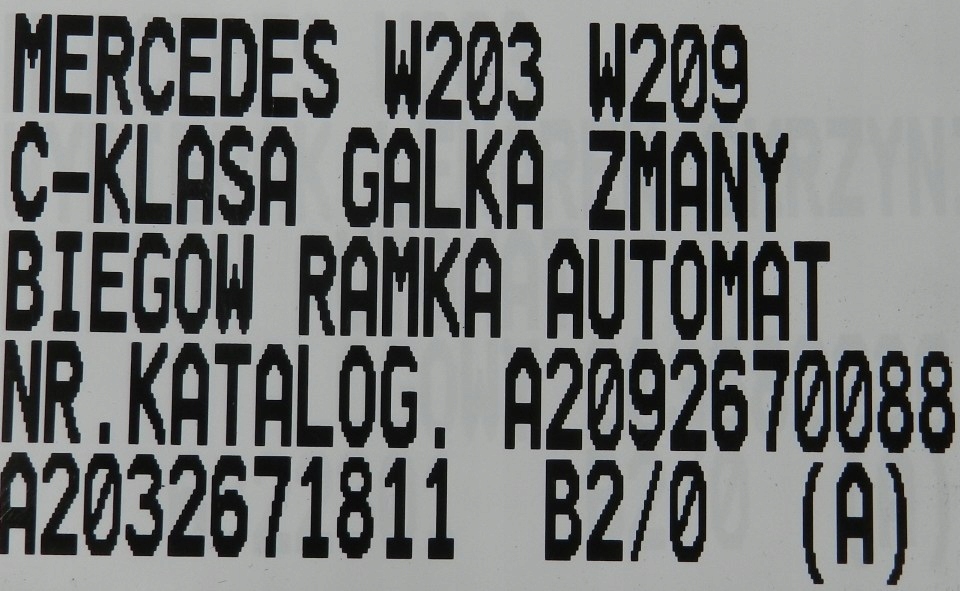 MERCEDES W203 W209
C-KLASA GALKA ZMANY
BIEGOW RAMKA AUTOMAT
NR.KATALOG. A2092670088
A2032671811 B2/0 (A)